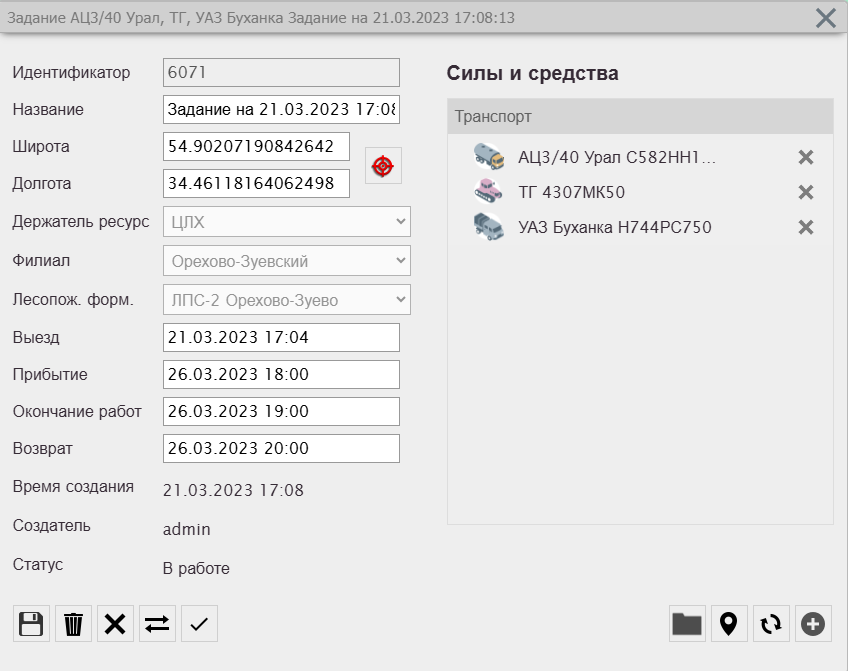 Задание АЦ3/40 Урал, ТГ, УАЗ Буханка Задание на 21.03.2023 17:08:13
Идентификатор 6071
Название Задание на 21.03.2023 17:08
Широта 54.90207190842642
Долгота 34.46118164062498
Держатель ресурс ЦЛХ
Филиал Орехово-Зуевский
Лесопож. форм. ЛПС-2 Орехово-Зуево
Выезд 21.03.2023 17:04
Прибытие 26.03.2023 18:00
Окончание работ 26.03.2023 19:00
Возврат 26.03.2023 20:00
Время создания 21.03.2023 17:08
Создатель admin
Статус В работе
Силы и средства
Транспорт
АЦ3/40 Урал С582НН1...
ТГ 4307МК50
УАЗ Буханка Н744РС750